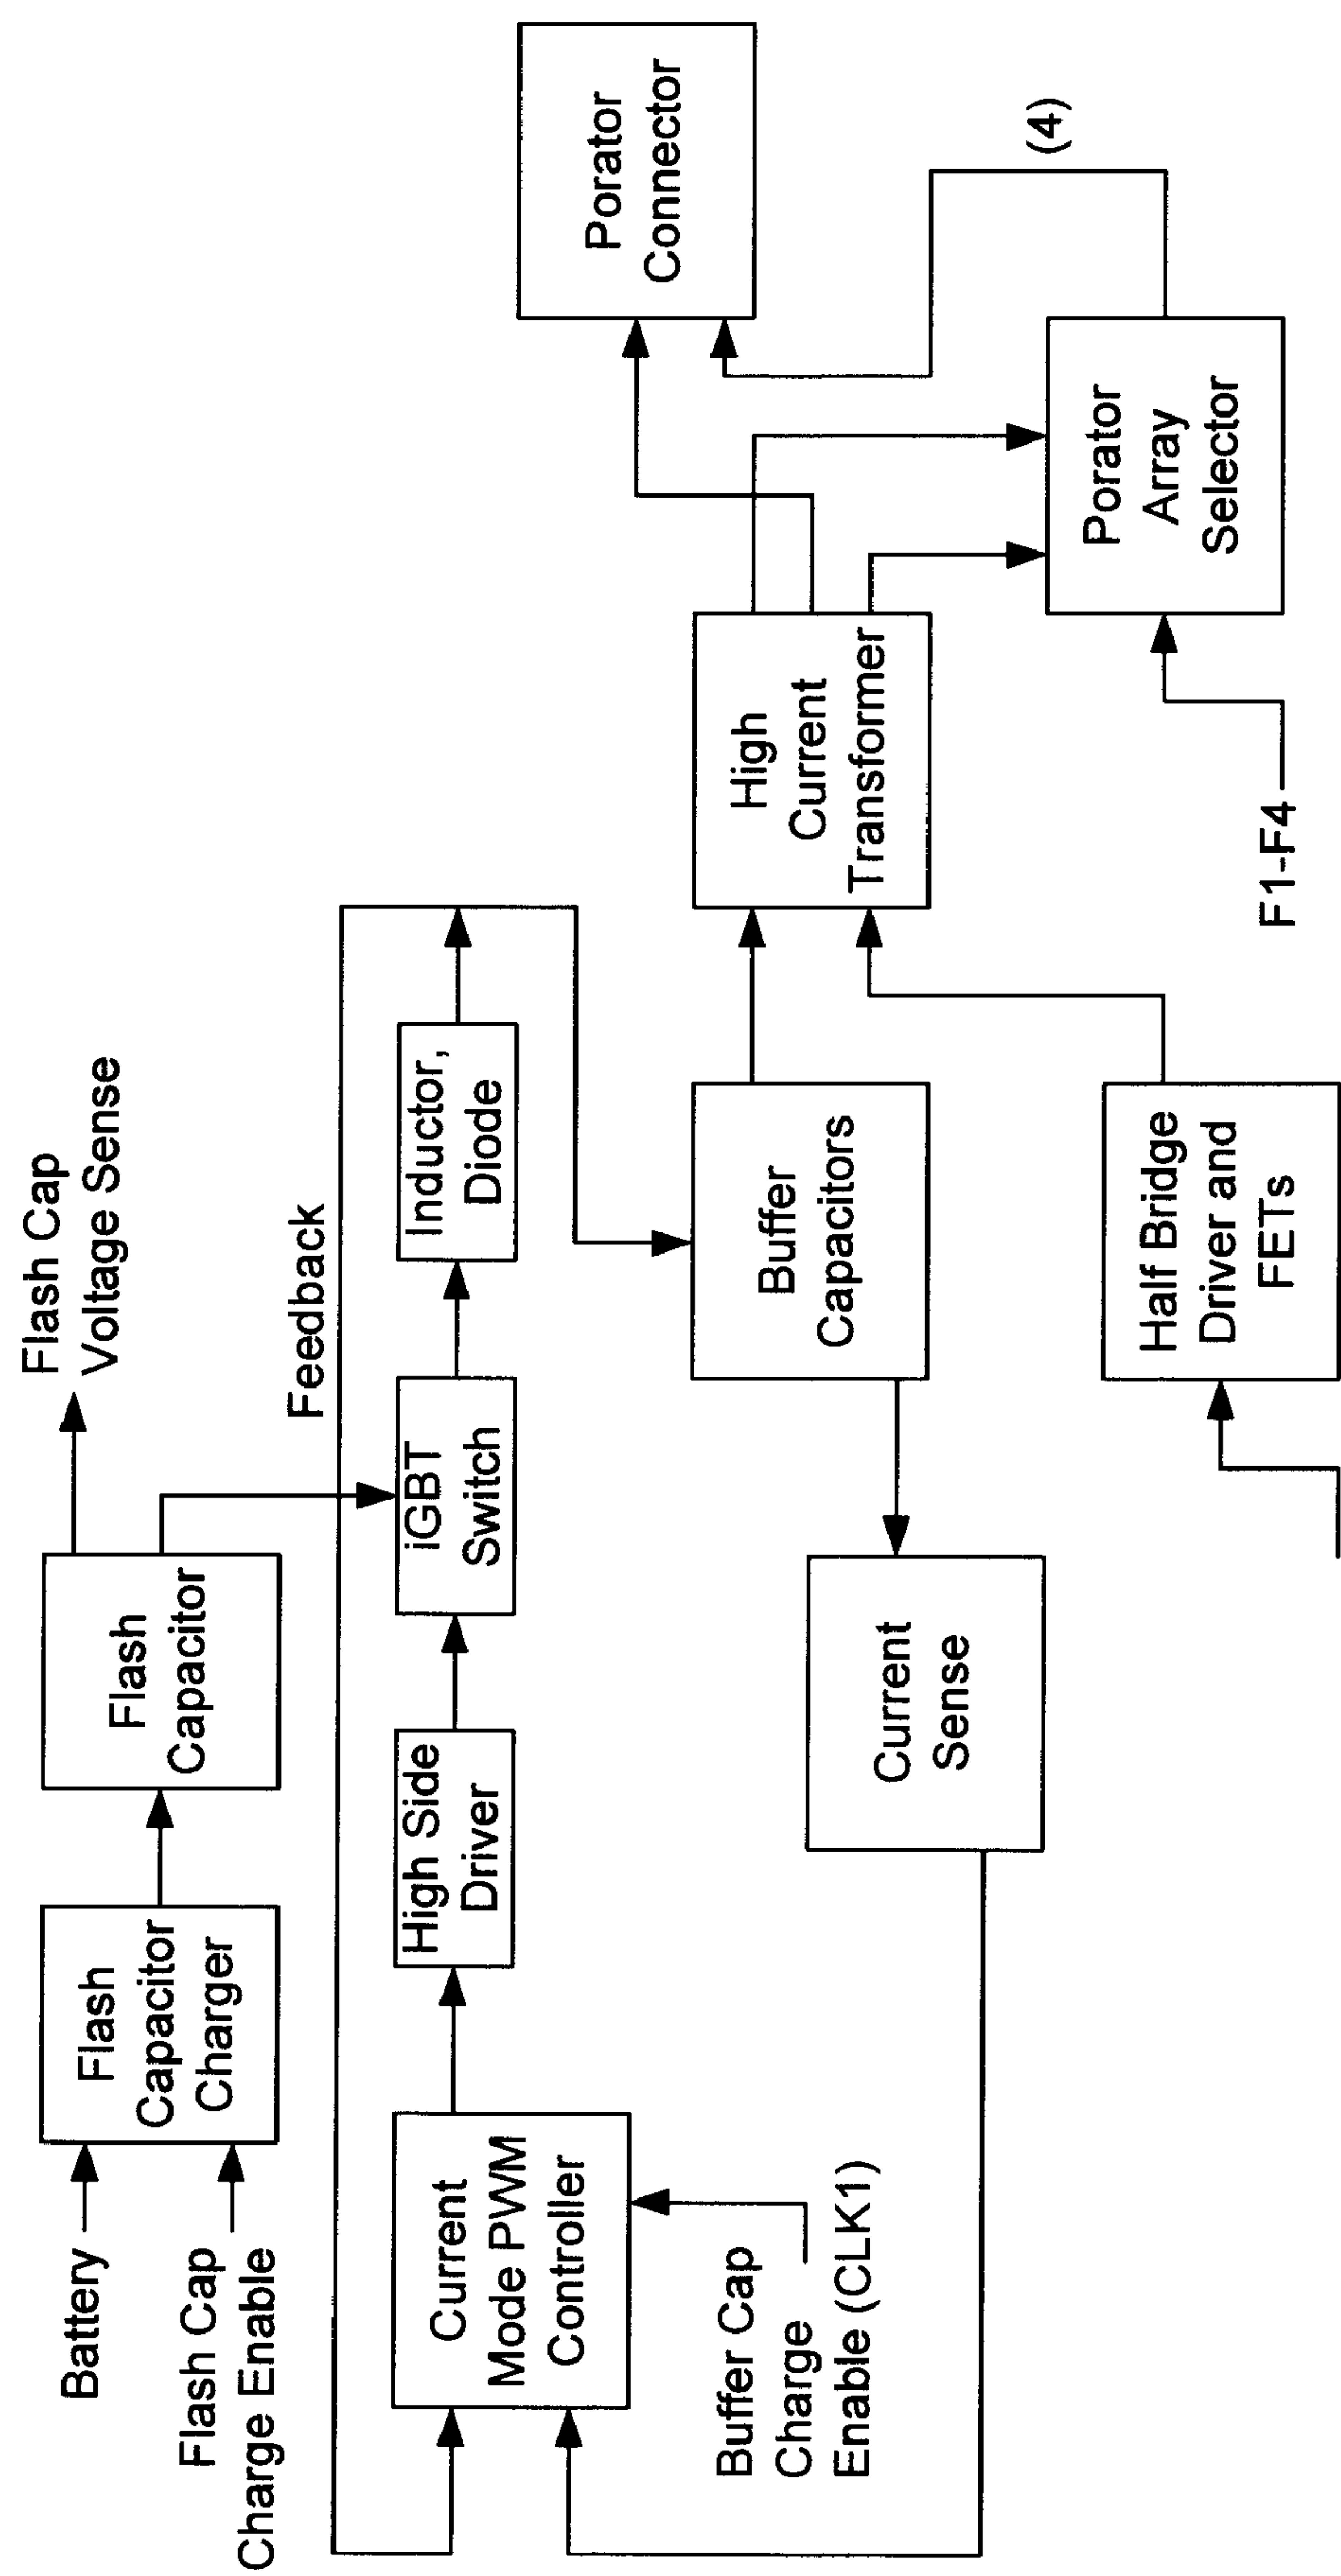 Battery
Flash Cap
Charge Enable
Flash
Capacitor
Charger
Flash
Capacitor
Flash Cap
Voltage Sense
Feedback
Current
Mode PWM
Controller
High Side
Driver
iGBT
Switch
Inductor,
Diode
Buffer Cap
Charge
Enable (CLK1)
Current
Sense
Buffer
Capacitors
High
Current
Transformer
Porator
Connector
Half Bridge
Driver and
FETs
F1-F4
Porator
Array
Selector
(4)